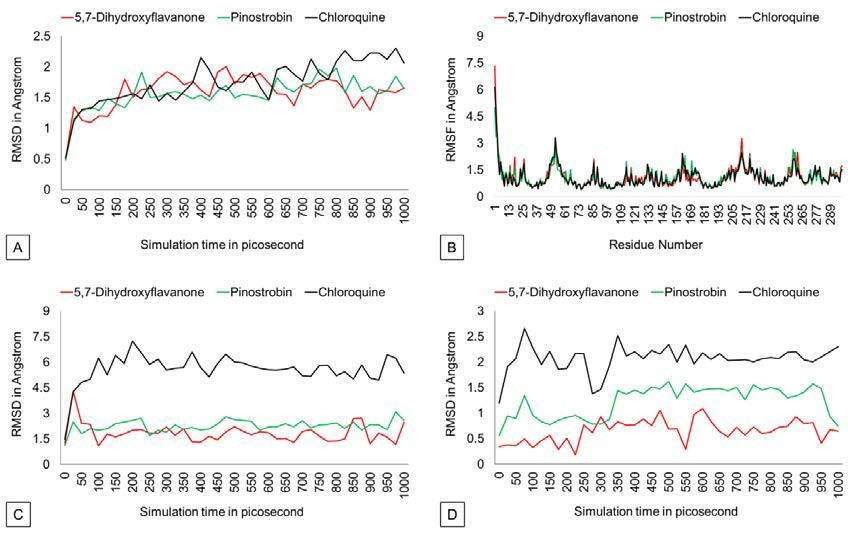 5,7-Dihydroxyflavanone Pinostrobin Chloroquine
2.5
2
1.5
1
0.5
0
RMSD in Angstrom
0 50 100 150 200 250 300 350 400 450 500 550 600 650 700 750 800 850 900 950 1000
Simulation time in picosecond
A
5,7-Dihydroxyflavanone Pinostrobin Chloroquine
9
7.5
6
4.5
3
1.5
0
RMSF in Angstrom
1 13 25 37 49 61 73 85 97 109 121 133 145 157 169 181 193 205 217 229 241 253 265 277 289
Residue Number
B
5,7-Dihydroxyflavanone Pinostrobin Chloroquine
9
7.5
6
4.5
3
1.5
0
RMSD in Angstrom
0 50 100 150 200 250 300 350 400 450 500 550 600 650 700 750 800 850 900 950 1000
Simulation time in picosecond
C
5,7-Dihydroxyflavanone Pinostrobin Chloroquine
3
2.5
2
1.5
1
0.5
0
RMSD in Angstrom
0 50 100 150 200 250 300 350 400 450 500 550 600 650 700 750 800 850 900 950 1000
Simulation time in picosecond
D